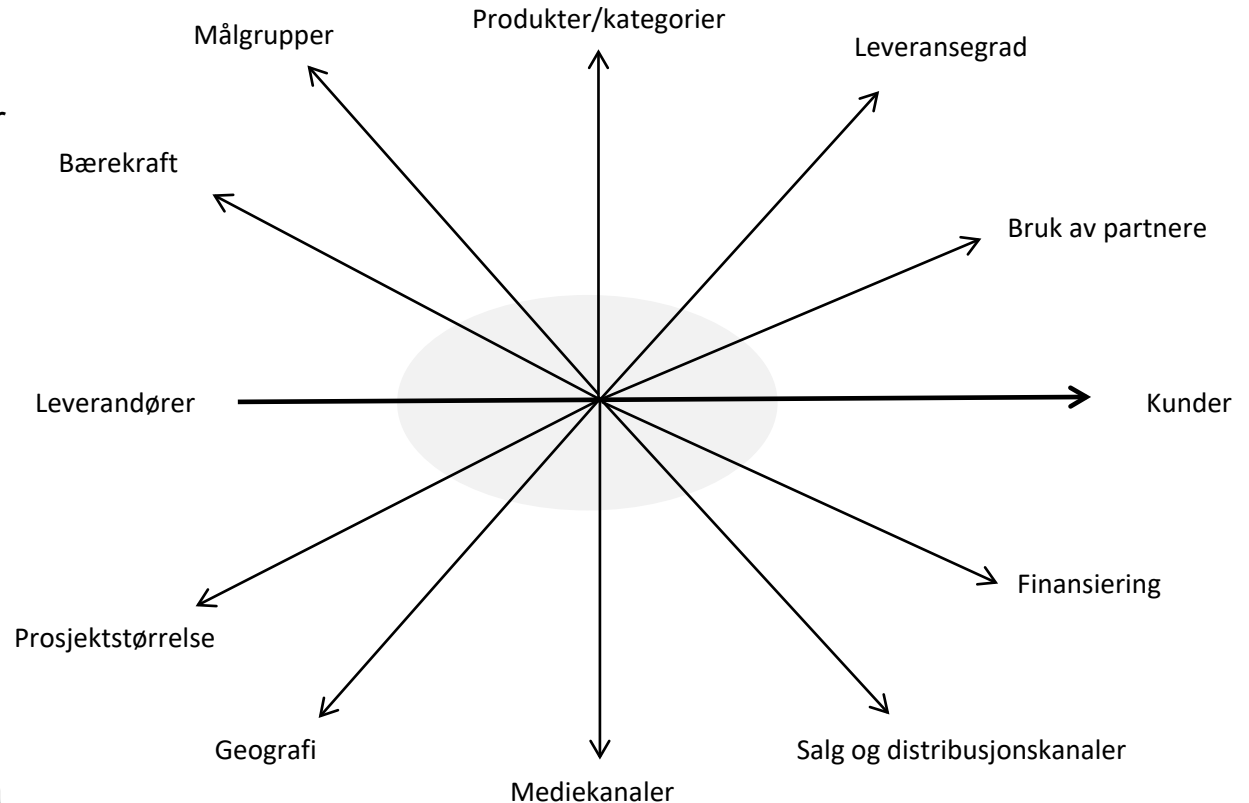 Produkter/kategorier
Målgrupper
Leveransegrad
Bærekraft
Bruk av partnere
Leverandører
Kunder
Finansiering
Prosjektstørrelse
Geografi
Salg og distribusjonskanaler
Mediekanaler